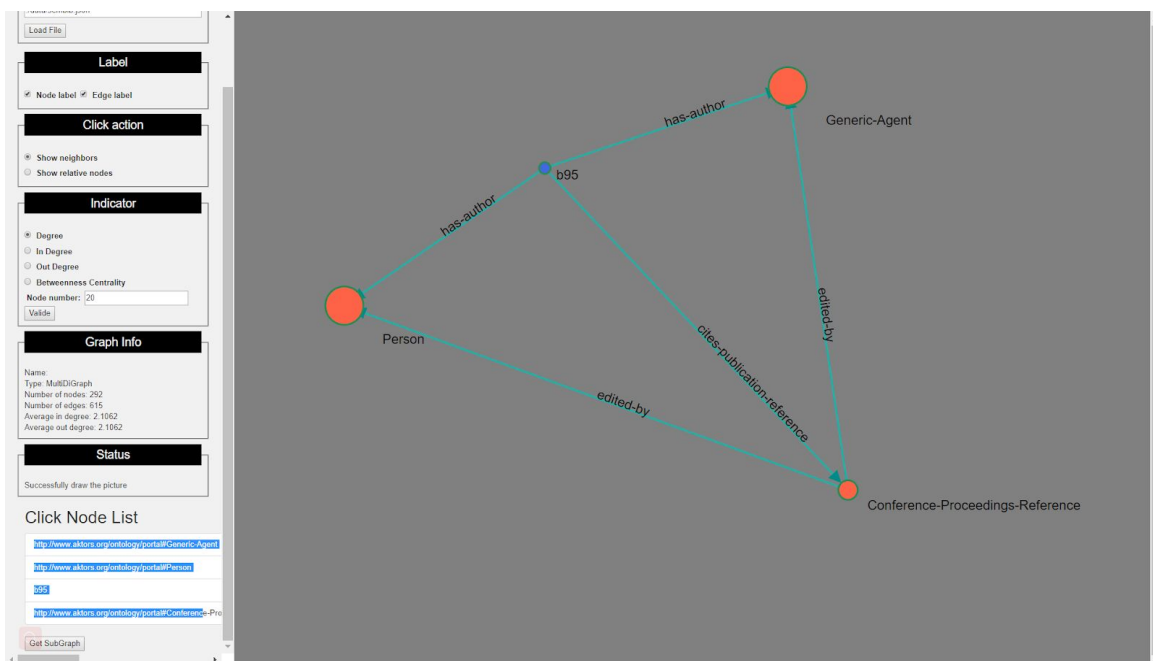 Load File
Label
Node label Edge label
Click action
Show neighbors
Show relative nodes
Indicator
Degree
In Degree
Out Degree
Betweenness Centrality
Node number: 20
Valide
Graph Info
Name:
Type: MultiDiGraph
Number of nodes: 292
Number of edges: 615
Average in degree: 2.1062
Average out degree: 2.1062
Status
Successfully draw the picture
Click Node List
http://www.aktors.org/ontology/portal#Generic-Agent
http://www.aktors.org/ontology/portal#Person
b95
http://www.aktors.org/ontology/portal#Conference-Pro
Get SubGraph
has-author
Generic-Agent
b95
has-author
edited-by
Person
cites-publication-reference
edited-by
Conference-Proceedings-Reference